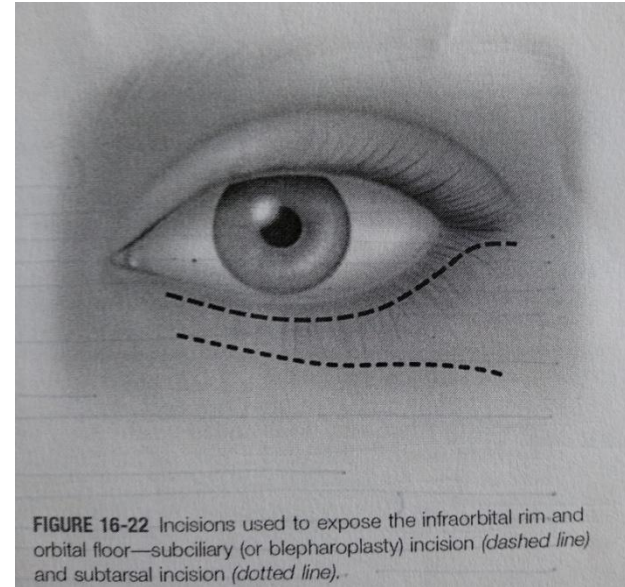 FIGURE 16-22 Incisions used to expose the infraorbital rim and
orbital floor—subciliary (or blepharoplasty) incision (dashed line)
and subtarsal incision (dotted line).